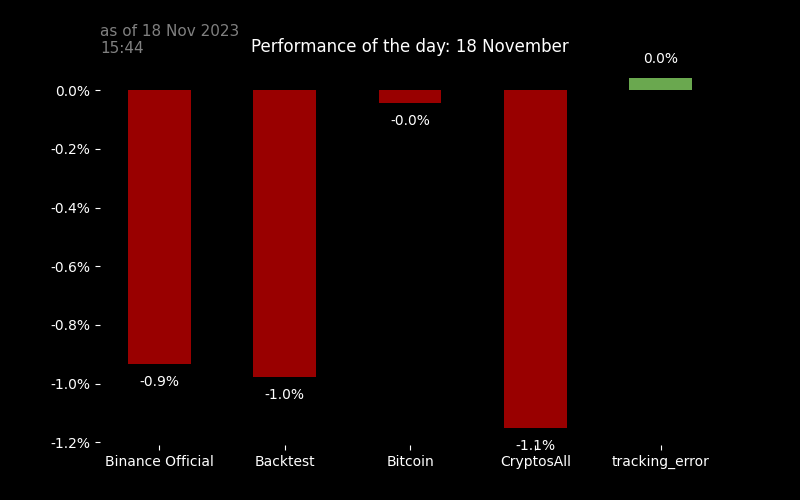 as of 18 Nov 2023
15:44
Performance of the day: 18 November
0.0%
0.0%
-0.2%
-0.4%
-0.6%
-0.8%
-1.0%
-1.2%
-0.0%
-0.9%
-1.0%
-1.1%
Binance Official
Backtest
Bitcoin
CryptosAll
tracking_error